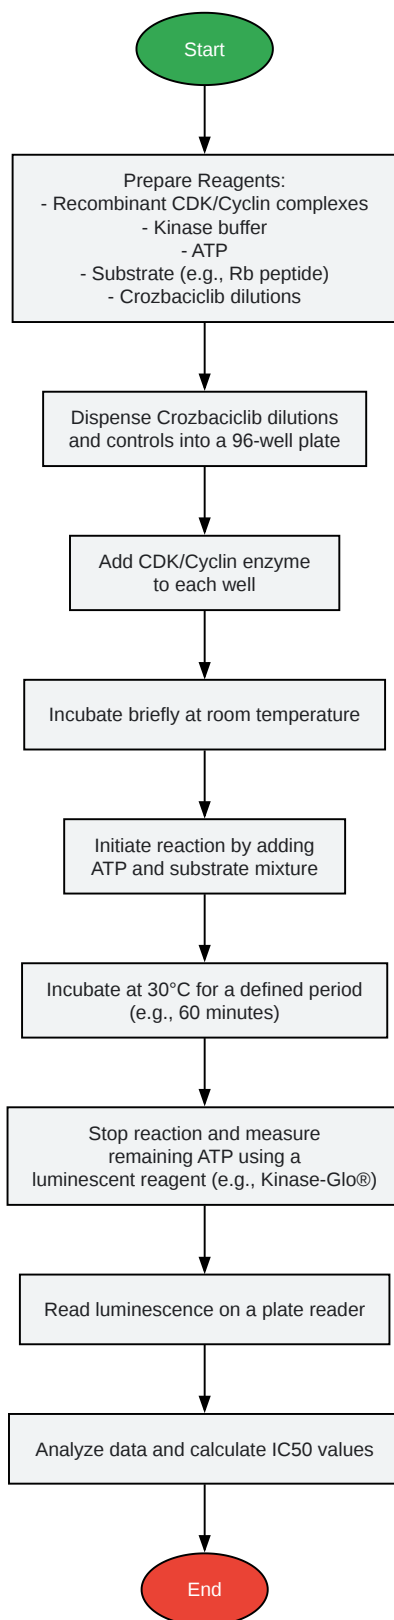 Start
Prepare Reagents:
- Recombinant CDK/Cyclin complexes
- Kinase buffer
- ATP
- Substrate (e.g., Rb peptide)
- Crozbaciclib dilutions
Dispense Crozbaciclib dilutions
and controls into a 96-well plate
Add CDK/Cyclin enzyme
to each well
Incubate briefly at room temperature
Initiate reaction by adding
ATP and substrate mixture
Incubate at 30°C for a defined period
(e.g., 60 minutes)
Stop reaction and measure
remaining ATP using a
luminescent reagent (e.g., Kinase-Glo®)
Read luminescence on a plate reader
Analyze data and calculate IC50 values
End